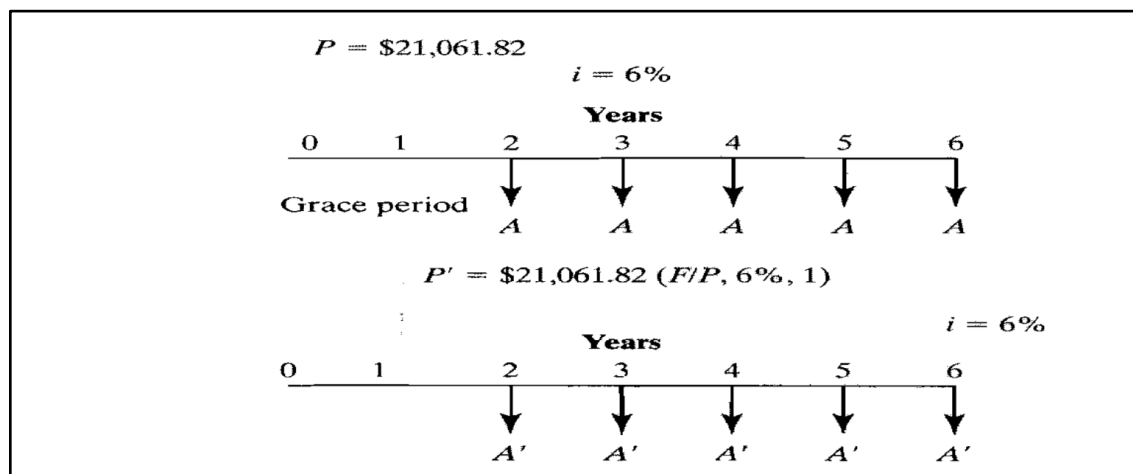 P = $21,061.82
i = 6%
Years
0 1 2 3 4 5 6
Grace period
A A A A A
P' = $21,061.82 (F/P, 6%, 1)
i = 6%
Years
0 1 2 3 4 5 6
A' A' A' A' A'